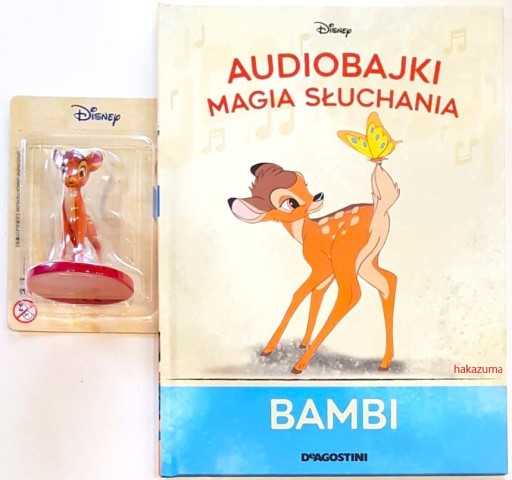 Disney
AUDIOBAJKI
MAGIA SŁUCHANIA
Disney
hakazuma
BAMBI
DeAGOSTINI